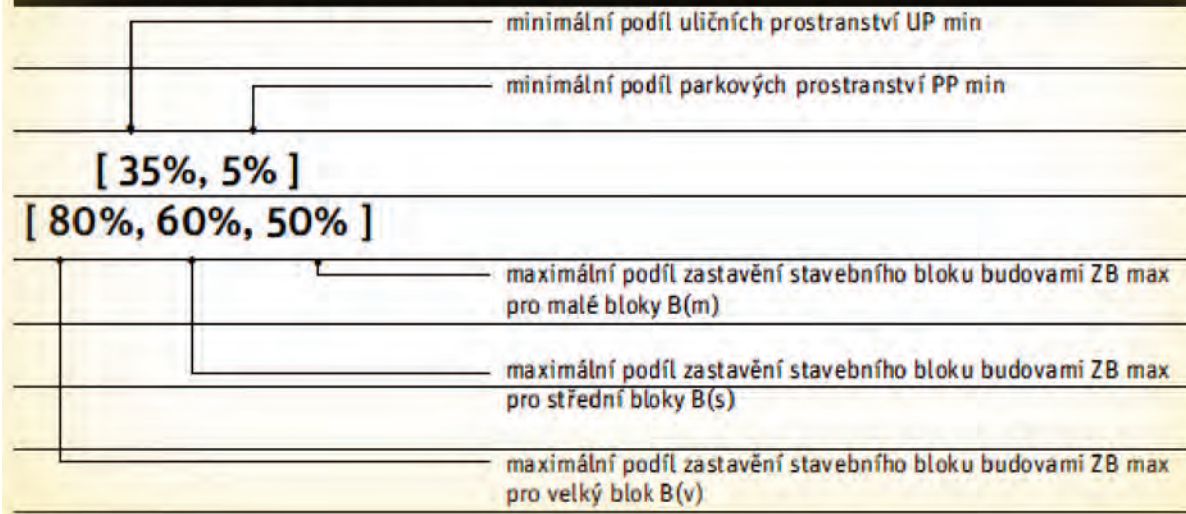 minimální podíl uličních prostranství UP min
minimální podíl parkových prostranství PP min
[ 35%, 5% ]
[ 80%, 60%, 50% ]
maximální podíl zastavění stavebního bloku budovami ZB max
pro malé bloky B(m)
maximální podíl zastavění stavebního bloku budovami ZB max
pro střední bloky B(s)
maximální podíl zastavění stavebního bloku budovami ZB max
pro velký blok B(v)